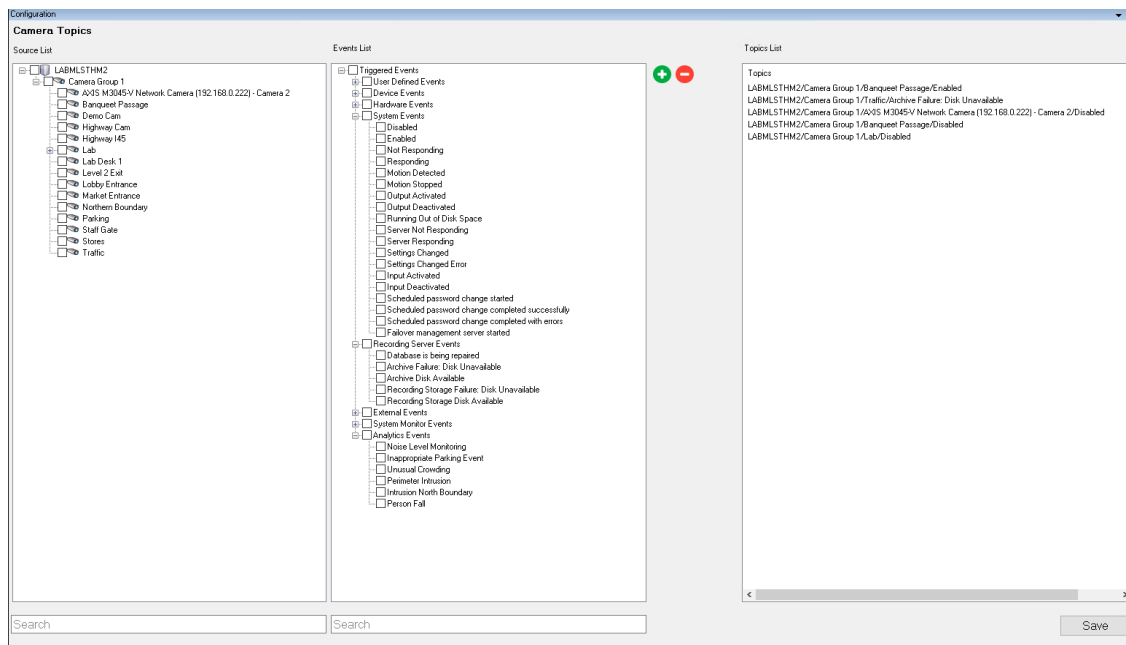 Configuration
Camera Topics
Source List
Events List
Topics List
LABMLSTHM2
Camera Group 1
AXIS M3045-V Network Camera (192.168.0.222) - Camera 2
Banqueet Passage
Demo Cam
Highway Cam
Highway I45
Lab
Lab Desk 1
Level 2 Exit
Lobby Entrance
Market Entrance
Northern Boundary
Parking
Staff Gate
Stores
Traffic
Search
Triggered Events
User Defined Events
Device Events
Hardware Events
System Events
Disabled
Enabled
Not Responding
Responding
Motion Detected
Motion Stopped
Output Activated
Output Deactivated
Running Out of Disk Space
Server Not Responding
Server Responding
Settings Changed
Settings Changed Error
Input Activated
Input Deactivated
Scheduled password change started
Scheduled password change completed successfully
Scheduled password change completed with errors
Failover management server started
Recording Server Events
Database is being repaired
Archive Failure: Disk Unavailable
Archive Disk Available
Recording Storage Failure: Disk Unavailable
Recording Storage Disk Available
External Events
System Monitor Events
Analytics Events
Noise Level Monitoring
Inappropriate Parking Event
Unusual Crowding
Perimeter Intrusion
Intrusion North Boundary
Person Fall
Search
Topics
LABMLSTHM2/Camera Group 1/Banqueet Passage/Enabled
LABMLSTHM2/Camera Group 1/Traffic/Archive Failure: Disk Unavailable
LABMLSTHM2/Camera Group 1/AXIS M3045-V Network Camera (192.168.0.222) - Camera 2/Disabled
LABMLSTHM2/Camera Group 1/Banqueet Passage/Disabled
LABMLSTHM2/Camera Group 1/Lab/Disabled
Save